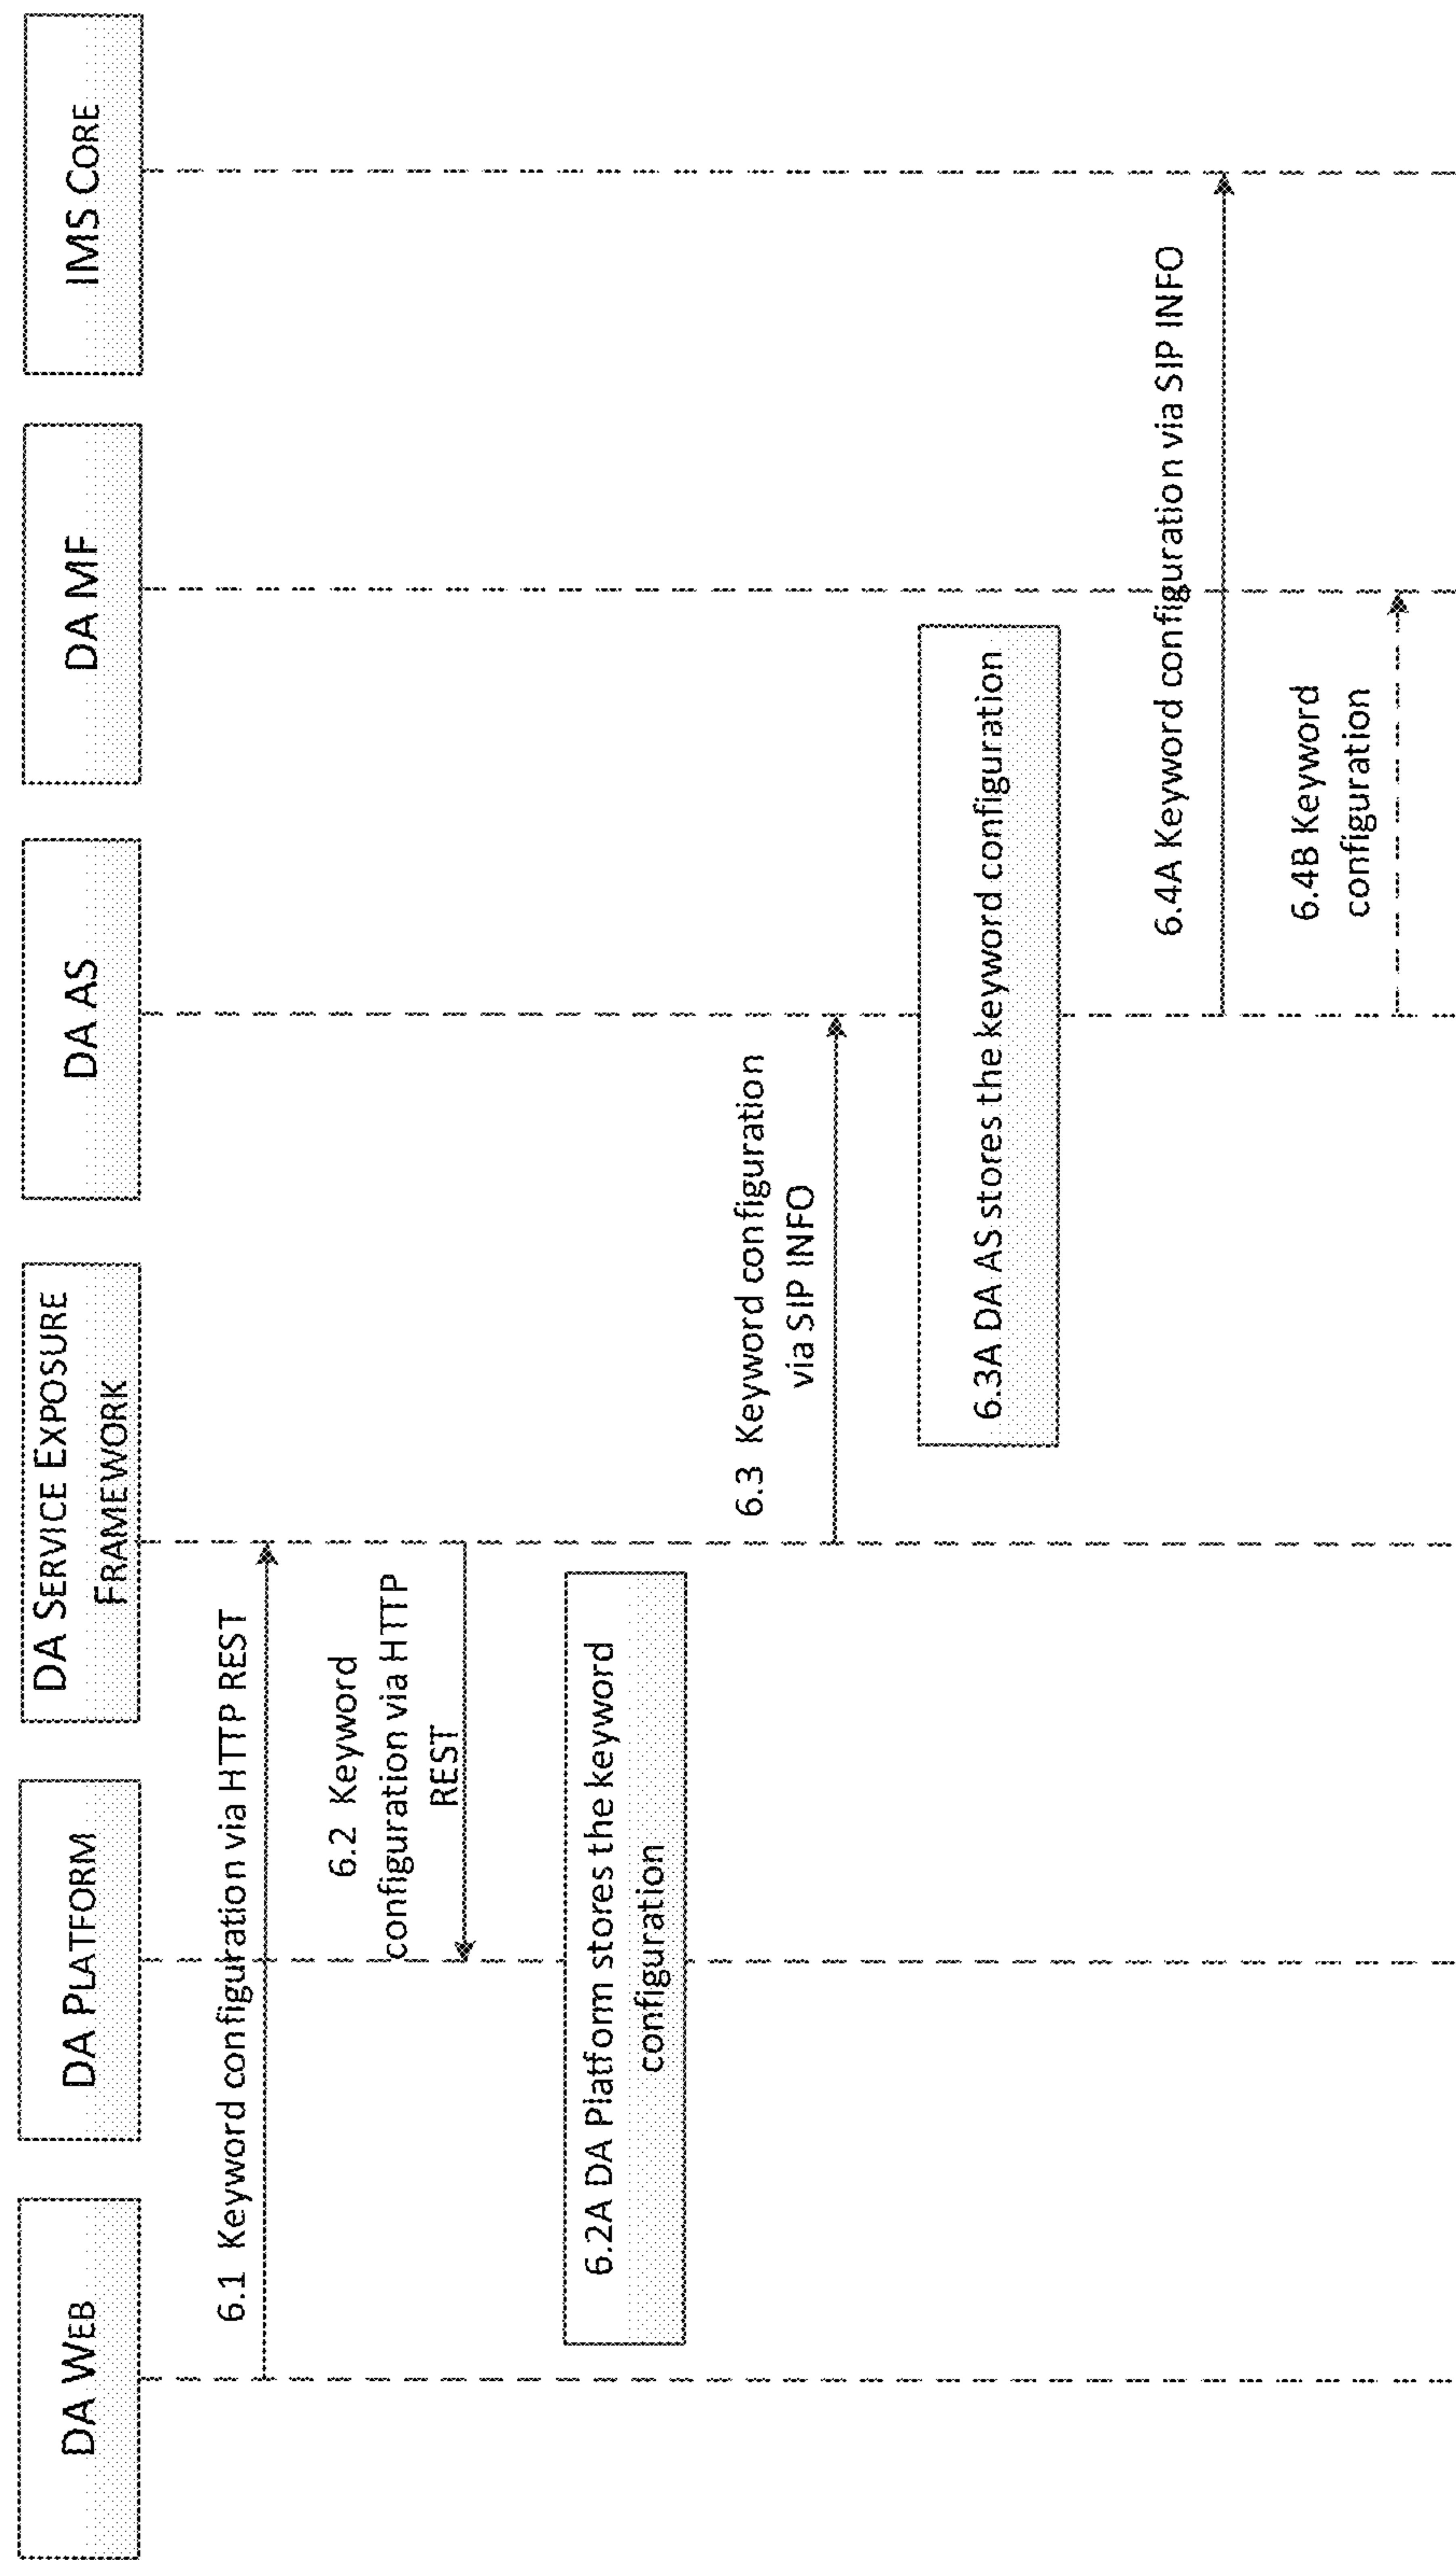 DA WEB
DA PLATFORM
DA SERVICE EXPOSURE
FRAMEWORK
DA AS
DA MF
IMS CORE
6.1 Keyword configuration via HTTP REST
6.2 Keyword
configuration via HTTP
REST
6.2A DA Platform stores the keyword
configuration
6.3 Keyword configuration
via SIP INFO
6.3A DA AS stores the keyword configuration
6.4A Keyword configuration via SIP INFO
6.4B Keyword
configuration